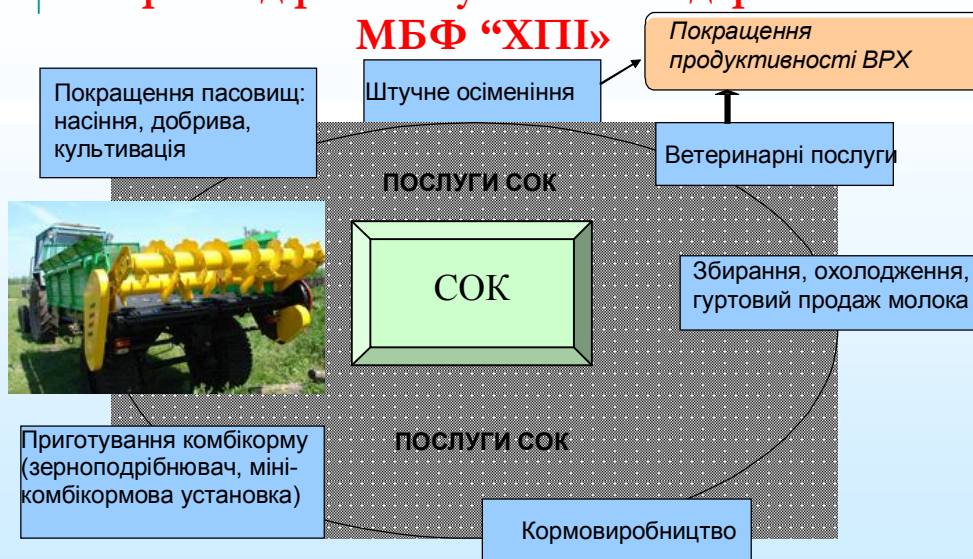 МБФ “ХПІ»
Покращення
продуктивності ВРХ
Покращення пасовищ:
насіння, добрива,
культивація
Штучне осіменіння
Ветеринарні послуги
ПОСЛУГИ СОК
СОК
Збирання, охолодження,
гуртовий продаж молока
Приготування комбікорму
(зерноподрібнювач, міні-
комбікормова установка)
ПОСЛУГИ СОК
Кормовиробництво